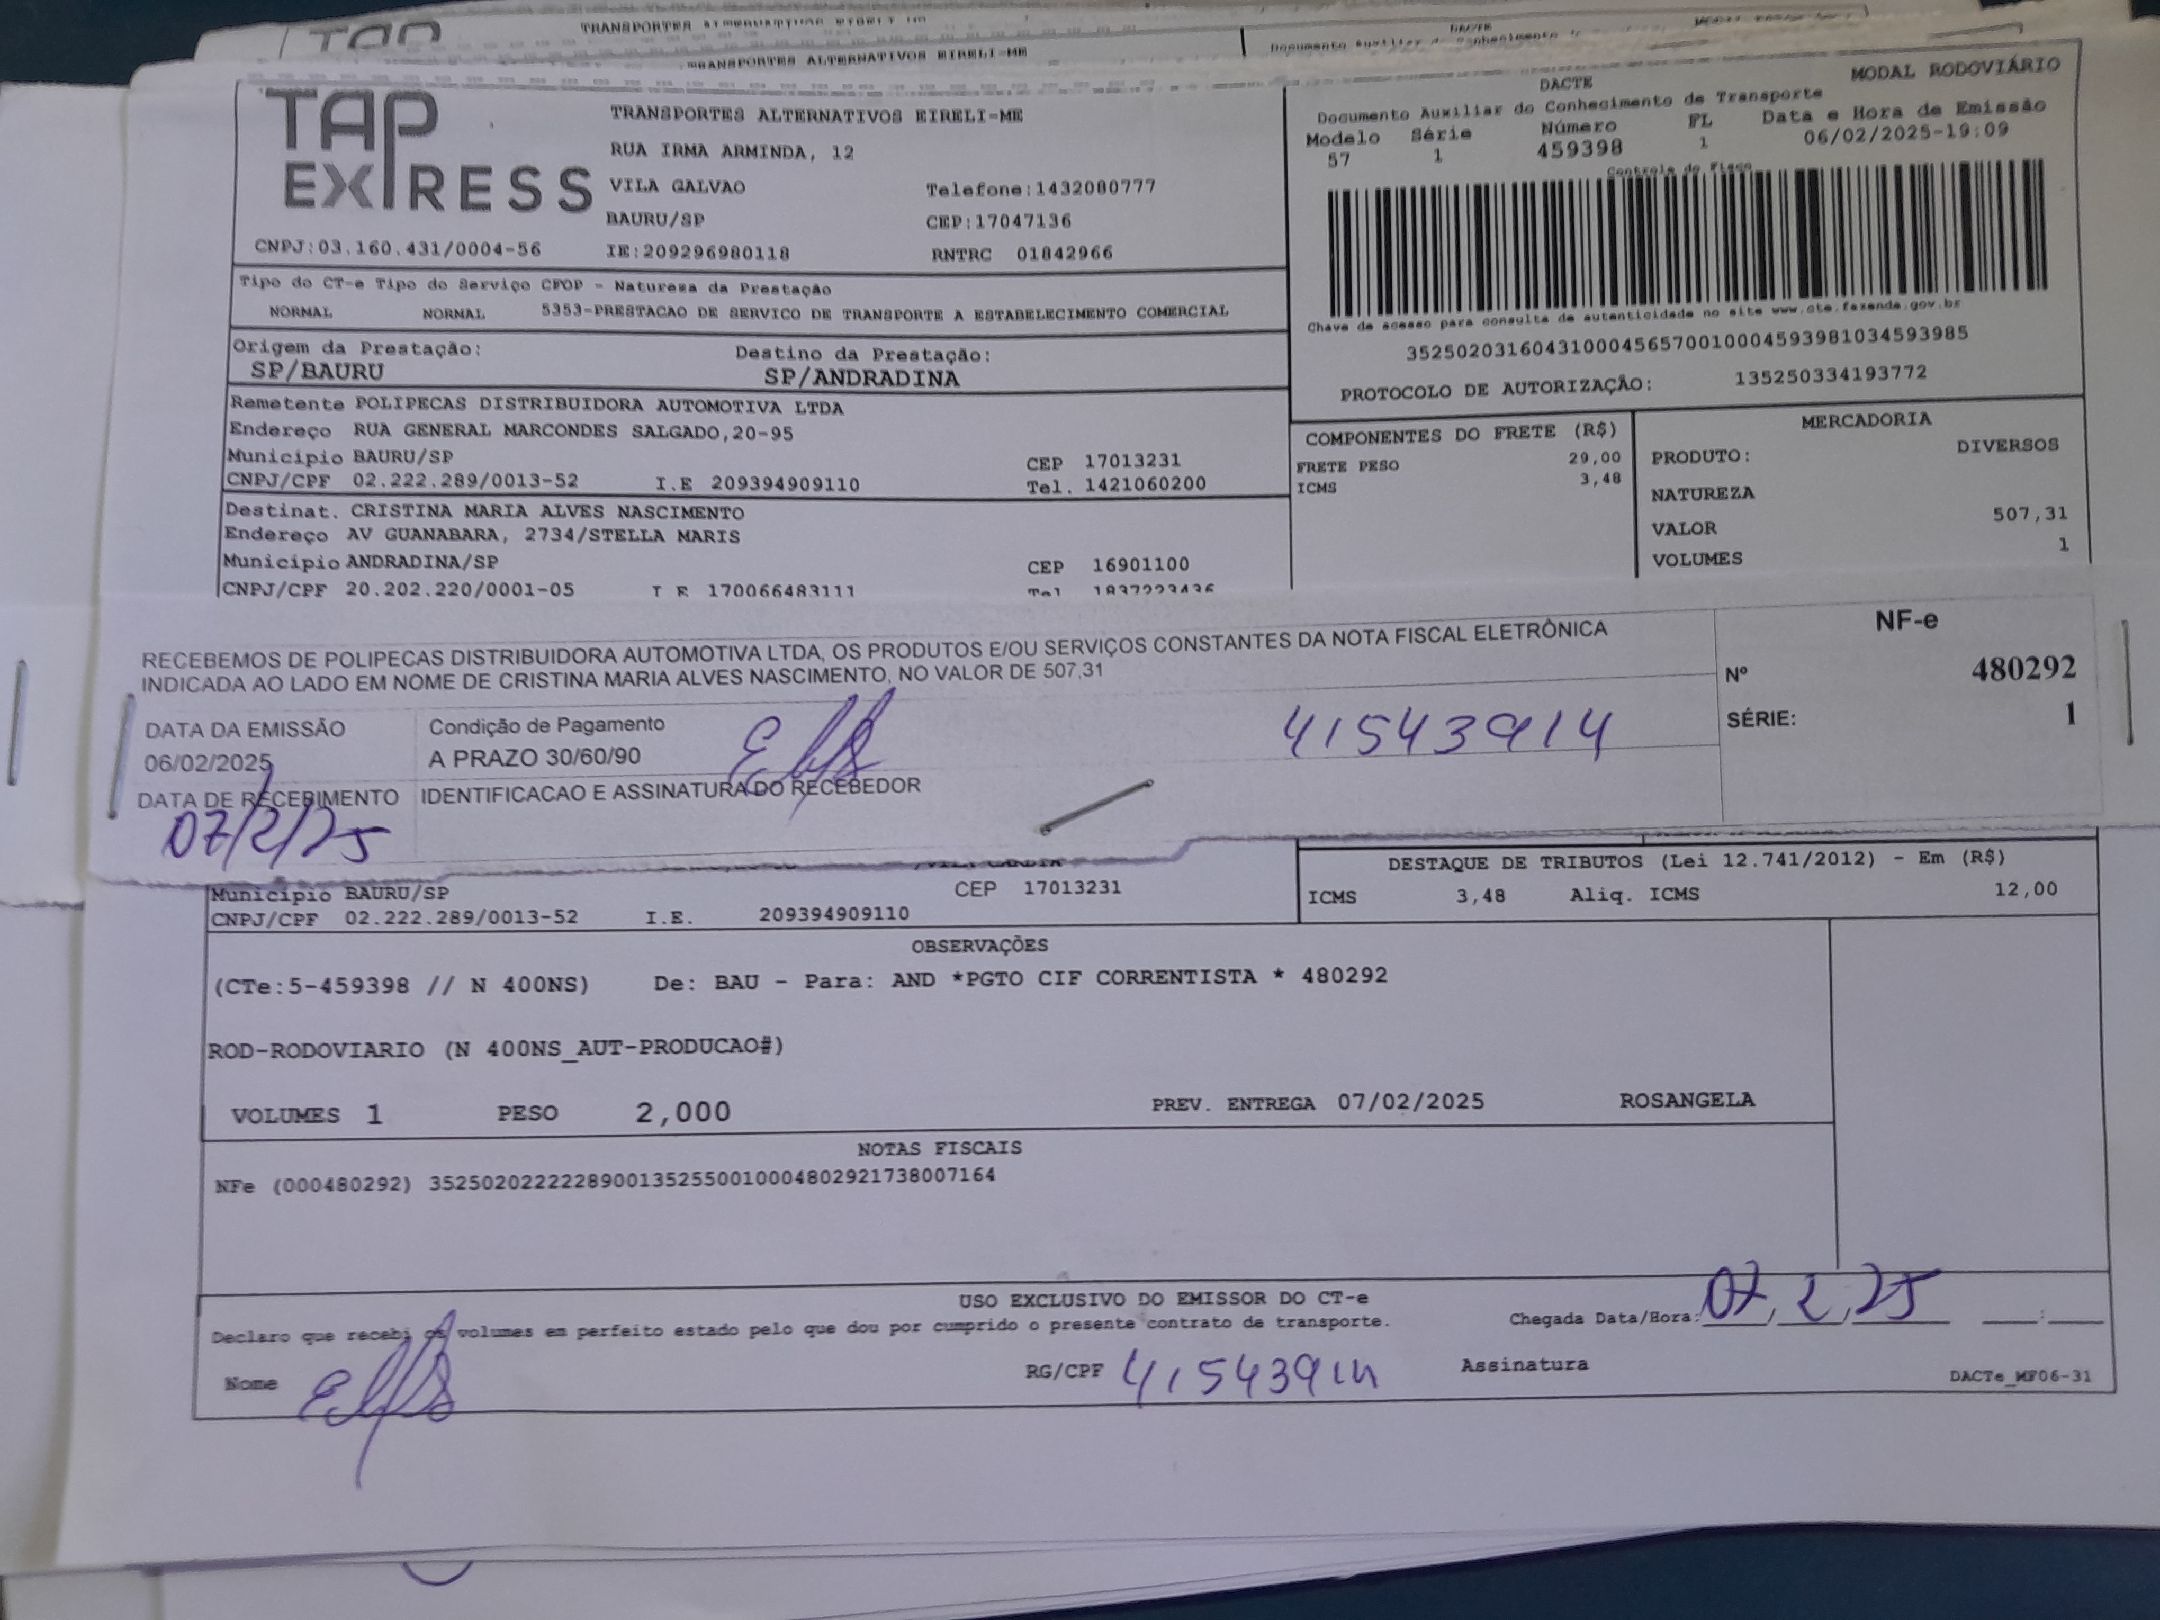 TRANSPORTES ALTERNATIVOS EIRELI-ME
TAP
TRANSPORTES ALTERNATIVOS EIRELI-ME
TAP EXPRESS
TRANSPORTES ALTERNATIVOS EIRELI-ME
RUA IRMA ARMINDA, 12
VILA GALVAO Telefone:1432080777
BAURU/SP CEP:17047136
CNPJ:03.160.431/0004-56 IE:209296980118 RNTRC 01842966
DACTE MODAL RODOVIÁRIO
Documento Auxiliar do Conhecimento de Transporte
Modelo Série Número FL Data e Hora de Emissão
57 1 459398 1 06/02/2025-19:09
Controle do Fisco
Chave de acesso para consulta de autenticidade no site www.cte.fazenda.gov.br
35250203160431000456570010004593981034593985
PROTOCOLO DE AUTORIZAÇÃO: 135250334193772
Tipo do CT-e Tipo do Serviço CFOP - Natureza da Prestação
NORMAL NORMAL 5353-PRESTACAO DE SERVICO DE TRANSPORTE A ESTABELECIMENTO COMERCIAL
Origem da Prestação: Destino da Prestação:
SP/BAURU SP/ANDRADINA
Remetente POLIPECAS DISTRIBUIDORA AUTOMOTIVA LTDA
Endereço RUA GENERAL MARCONDES SALGADO,20-95
Município BAURU/SP CEP 17013231
CNPJ/CPF 02.222.289/0013-52 I.E 209394909110 Tel. 1421060200
Destinat. CRISTINA MARIA ALVES NASCIMENTO
Endereço AV GUANABARA, 2734/STELLA MARIS
Município ANDRADINA/SP CEP 16901100
CNPJ/CPF 20.202.220/0001-05 I E 170066483111 Tel 1837223436
COMPONENTES DO FRETE (R$)
FRETE PESO 29,00
ICMS 3,48
MERCADORIA
PRODUTO: DIVERSOS
NATUREZA
VALOR 507,31
VOLUMES 1
RECEBEMOS DE POLIPECAS DISTRIBUIDORA AUTOMOTIVA LTDA, OS PRODUTOS E/OU SERVIÇOS CONSTANTES DA NOTA FISCAL ELETRÔNICA
INDICADA AO LADO EM NOME DE CRISTINA MARIA ALVES NASCIMENTO, NO VALOR DE 507,31
NF-e
Nº 480292
SÉRIE: 1
DATA DA EMISSÃO Condição de Pagamento
06/02/2025 A PRAZO 30/60/90
41543914
DATA DE RECEBIMENTO IDENTIFICACAO E ASSINATURA DO RECEBEDOR
07/2/25
Município BAURU/SP CEP 17013231
CNPJ/CPF 02.222.289/0013-52 I.E. 209394909110
DESTAQUE DE TRIBUTOS (Lei 12.741/2012) - Em (R$)
ICMS 3,48 Aliq. ICMS 12,00
OBSERVAÇÕES
(CTe:5-459398 // N 400NS) De: BAU - Para: AND *PGTO CIF CORRENTISTA * 480292
ROD-RODOVIARIO (N 400NS_AUT-PRODUCAO#)
VOLUMES 1 PESO 2,000 PREV. ENTREGA 07/02/2025 ROSANGELA
NOTAS FISCAIS
NFe (000480292) 35250202222289001352550010004802921738007164
USO EXCLUSIVO DO EMISSOR DO CT-e
Declaro que recebi os volumes em perfeito estado pelo que dou por cumprido o presente contrato de transporte.
Chegada Data/Hora: 07/2/25 :
Nome RG/CPF 41543914 Assinatura
DACTe_MF06-31